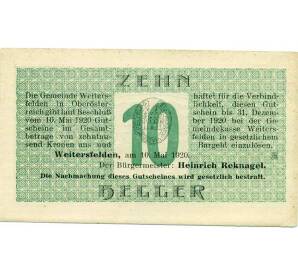 ZEHN
Die Gemeinde Weiters-
felden in Oberöster-
reich gibt laut Beschluß
vom 10. Mai 1920 Gut-
scheine im Gesamt-
betrage von zehntau-
send Kronen aus und
haftet für die Verbind-
lichkeit, diesen Gut-
schein bis 31. Dezem-
ber 1920 bei der Ge-
meindekasse Weiters-
felden in gesetzlichem
Bargeld einzulösen.
10
Weitersfelden, am 10. Mai 1920.
Der Bürgermeister: Heinrich Reknagel.
Die Nachmachung dieses Gutscheines wird gesetzlich bestraft.
HELLER